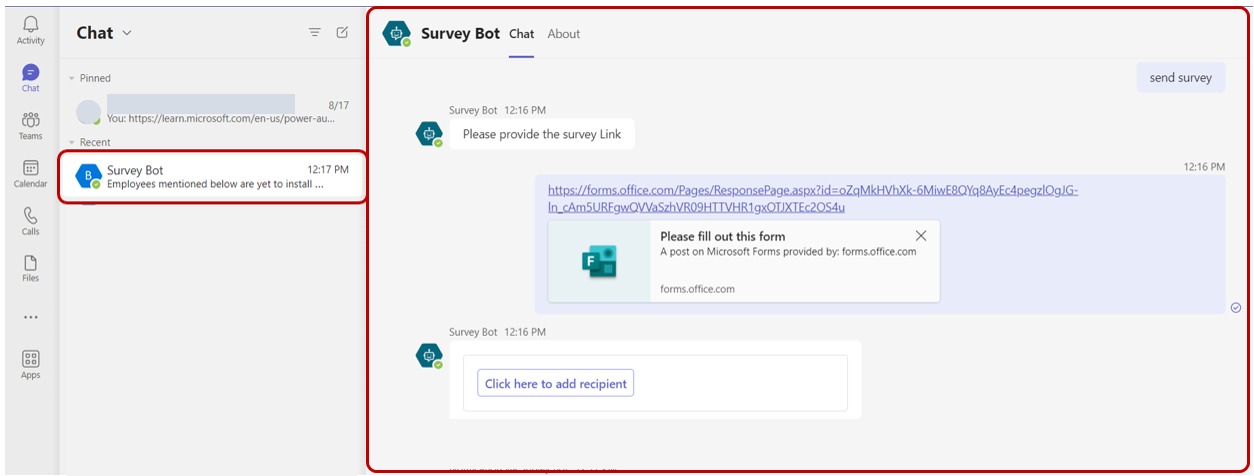 Activity
Chat
Teams
Calendar
Calls
Files
Apps
Chat
Pinned
8/17
You: https://learn.microsoft.com/en-us/power-au...
Recent
Survey Bot 12:17 PM
B
Employees mentioned below are yet to install ...
Survey Bot Chat About
send survey
Survey Bot 12:16 PM
Please provide the survey Link
12:16 PM
https://forms.office.com/Pages/ResponsePage.aspx?id=oZqMkHVhXk-6MiwE8QYq8AyEc4pegzlOgJG-
In_cAm5URFgwQVVaSzhVR09HTTVHR1gxOTJXTEc2OS4u
Please fill out this form
A post on Microsoft Forms provided by: forms.office.com
F
forms.office.com
Survey Bot 12:16 PM
Click here to add recipient